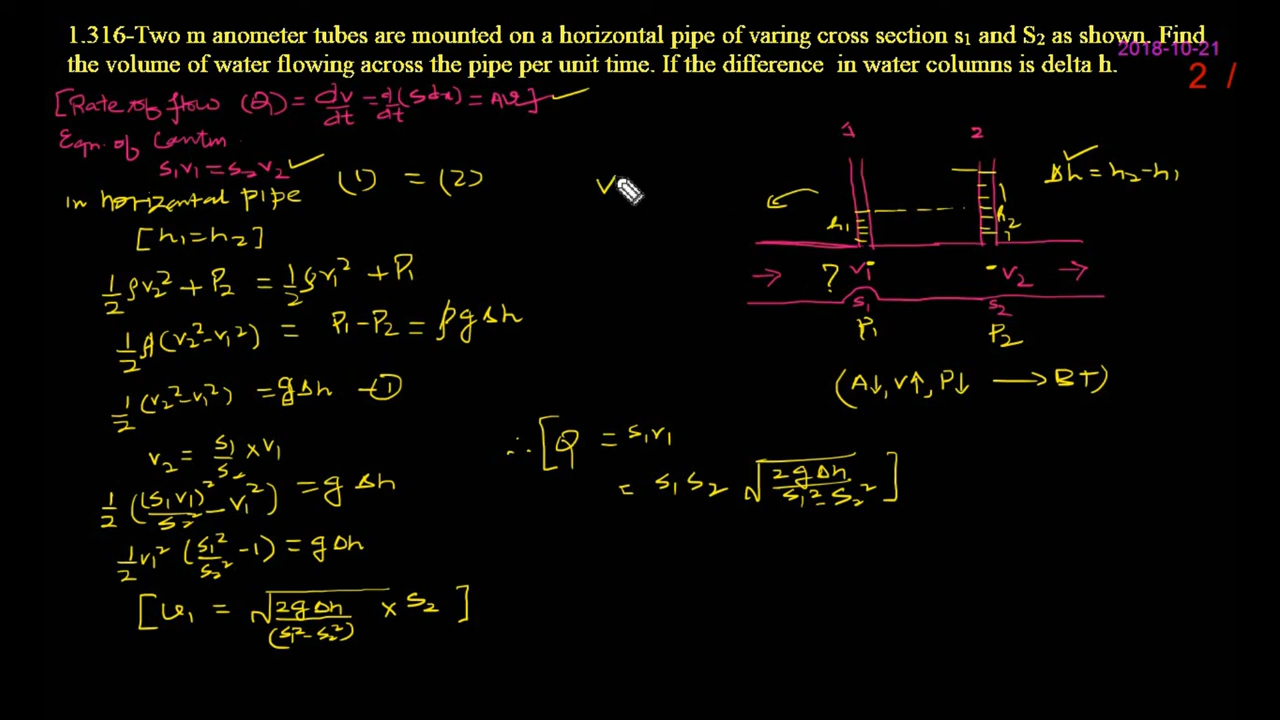 1.316-Two m anometer tubes are mounted on a horizontal pipe of varing cross section s₁ and S₂ as shown. Find
the volume of water flowing across the pipe per unit time. If the difference in water columns is delta h.
2018-10-21
2 /
[Rate of flow (Q) = dv/dt = d/dt (S dx) = Av]
Eqn. of Contin
s₁v₁ = s₂v₂
in horizontal pipe
(1) = (2)
V
[h₁ = h₂]
1/2 ρv₂² + P₂ = 1/2 ρv₁² + P₁
1/2 ρ(v₂² - v₁²) = P₁ - P₂ = ρgΔh
1/2 (v₂² - v₁²) = gΔh -①
v₂ = s₁/s₂ × v₁
1/2 ((s₁v₁)²/s₂² - v₁²) = gΔh
1/2 v₁² (s₁²/s₂² - 1) = gΔh
[v₁ = √(2gΔh/(s₁² - s₂²)) × s₂]
1
2
Δh = h₂ - h₁
h₁
h₂
?
v₁
v₂
s₁
s₂
P₁
P₂
(A↓, V↑, P↓ → BT)
∴ [Q = s₁v₁
= s₁s₂ √(2gΔh/(s₁² - s₂²))]